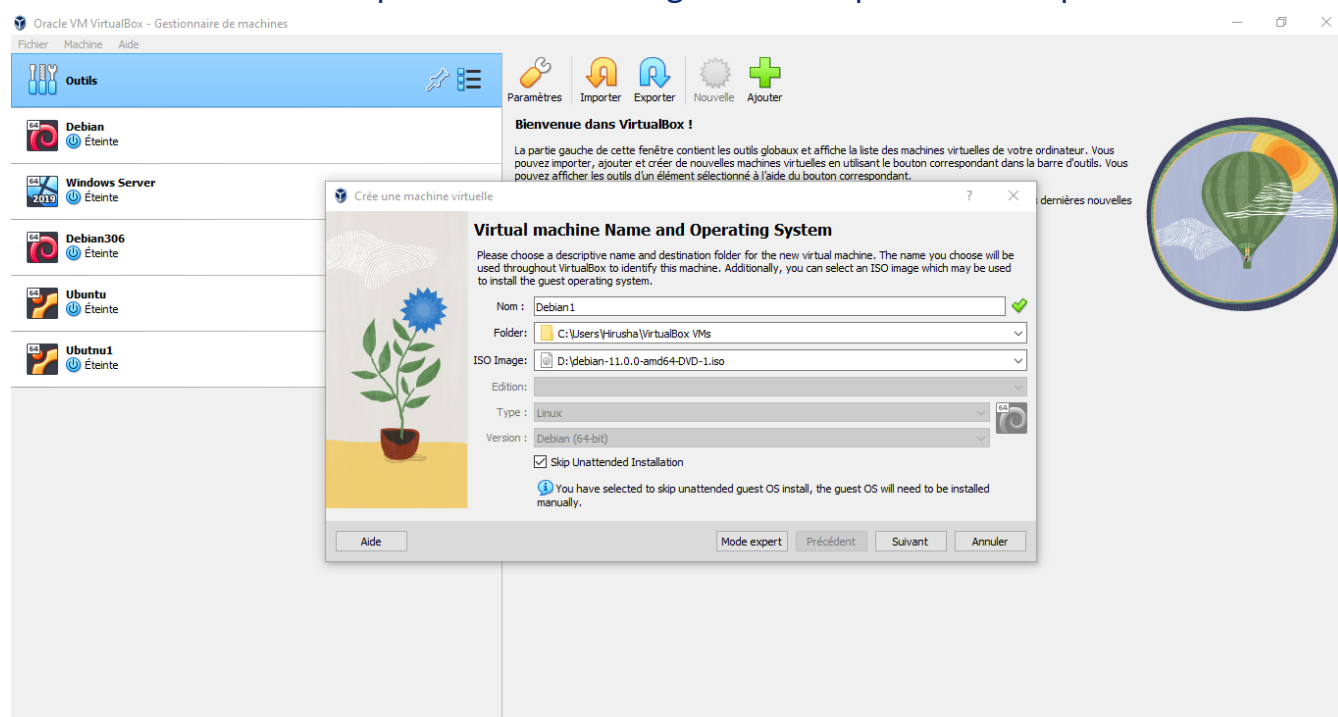 Oracle VM VirtualBox - Gestionnaire de machines
Fichier Machine Aide
Outils
Paramètres Importer Exporter Nouvelle Ajouter
64
Debian
Éteinte
64
2019
Windows Server
Éteinte
64
Debian306
Éteinte
64
Ubuntu
Éteinte
64
Ubutnu1
Éteinte
Bienvenue dans VirtualBox !
La partie gauche de cette fenêtre contient les outils globaux et affiche la liste des machines virtuelles de votre ordinateur. Vous
pouvez importer, ajouter et créer de nouvelles machines virtuelles en utilisant le bouton correspondant dans la barre d'outils. Vous
pouvez afficher les outils d'un élément sélectionné à l'aide du bouton correspondant.
dernières nouvelles
Crée une machine virtuelle ?
Virtual machine Name and Operating System
Please choose a descriptive name and destination folder for the new virtual machine. The name you choose will be
used throughout VirtualBox to identify this machine. Additionally, you can select an ISO image which may be used
to install the guest operating system.
Nom : Debian1
Folder: C:\Users\Hirusha\VirtualBox VMs
ISO Image: D:\debian-11.0.0-amd64-DVD-1.iso
Edition:
Type : Linux
64
Version : Debian (64-bit)
Skip Unattended Installation
You have selected to skip unattended guest OS install, the guest OS will need to be installed
manually.
Aide Mode expert Précédent Suivant Annuler